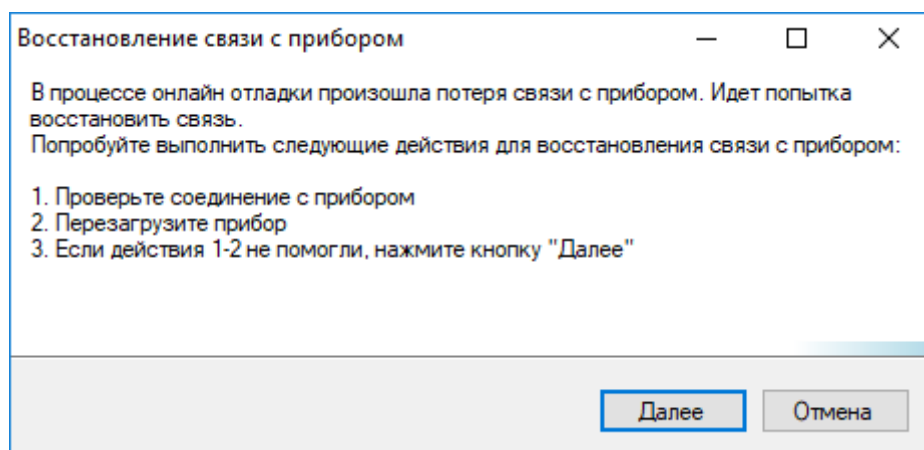 Восстановление связи с прибором
В процессе онлайн отладки произошла потеря связи с прибором. Идет попытка
восстановить связь.
Попробуйте выполнить следующие действия для восстановления связи с прибором:
1. Проверьте соединение с прибором
2. Перезагрузите прибор
3. Если действия 1-2 не помогли, нажмите кнопку "Далее"
Далее
Отмена